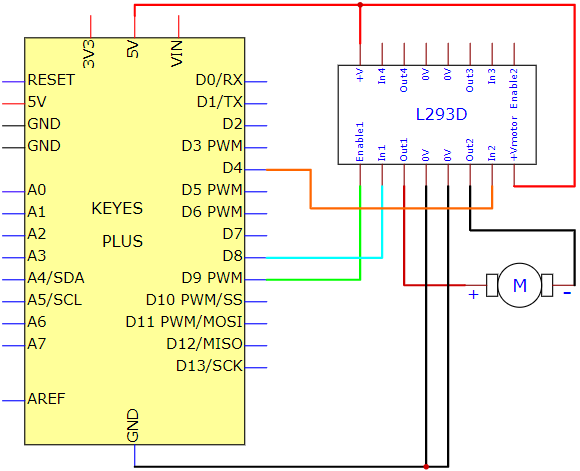 3V3
5V
VIN
RESET
5V
GND
GND
A0
A1
A2
A3
A4/SDA
A5/SCL
A6
A7
AREF
KEYES
PLUS
D0/RX
D1/TX
D2
D3 PWM
D4
D5 PWM
D6 PWM
D7
D8
D9 PWM
D10 PWM/SS
D11 PWM/MOSI
D12/MISO
D13/SCK
GND
+V
In4
Out4
0V
0V
Out3
In3
Enable2
L293D
Enable1
In1
Out1
0V
0V
Out2
In2
+Vmotor
M
+
-